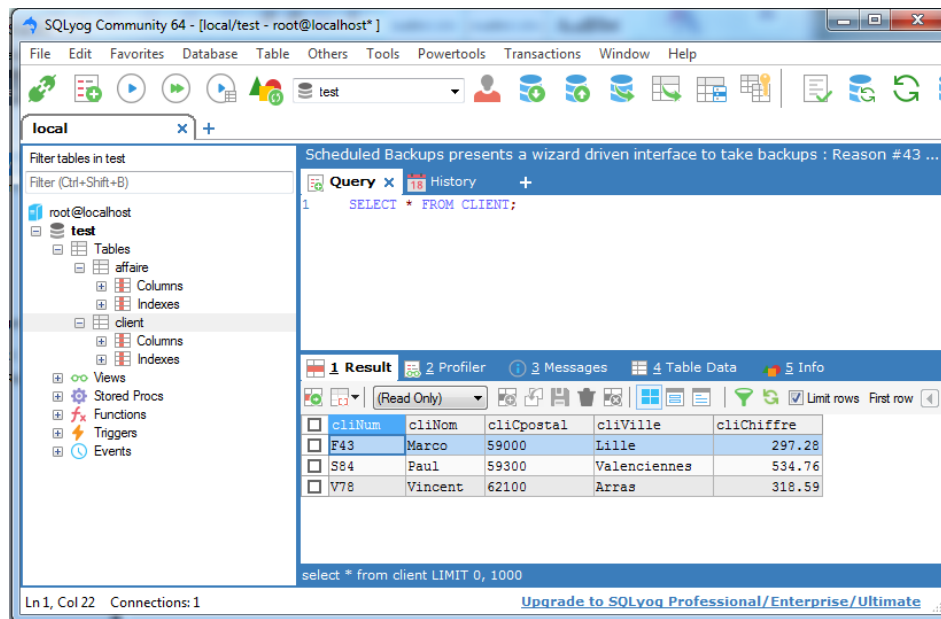 SQLyog Community 64 - [local/test - root@localhost* ]
File Edit Favorites Database Table Others Tools Powertools Transactions Window Help
test
local
Filter tables in test
Filter (Ctrl+Shift+B)
root@localhost
test
Tables
affaire
Columns
Indexes
client
Columns
Indexes
Views
Stored Procs
Functions
Triggers
Events
Scheduled Backups presents a wizard driven interface to take backups : Reason #43 ...
Query 18 History
1 SELECT * FROM CLIENT;
1 Result 2 Profiler 3 Messages 4 Table Data 5 Info
(Read Only) Limit rows First row
cliNum cliNom cliCpostal cliVille cliChiffre
F43 Marco 59000 Lille 297.28
S84 Paul 59300 Valenciennes 534.76
V78 Vincent 62100 Arras 318.59
select * from client LIMIT 0, 1000
Ln 1, Col 22 Connections: 1 Upgrade to SQLyog Professional/Enterprise/Ultimate